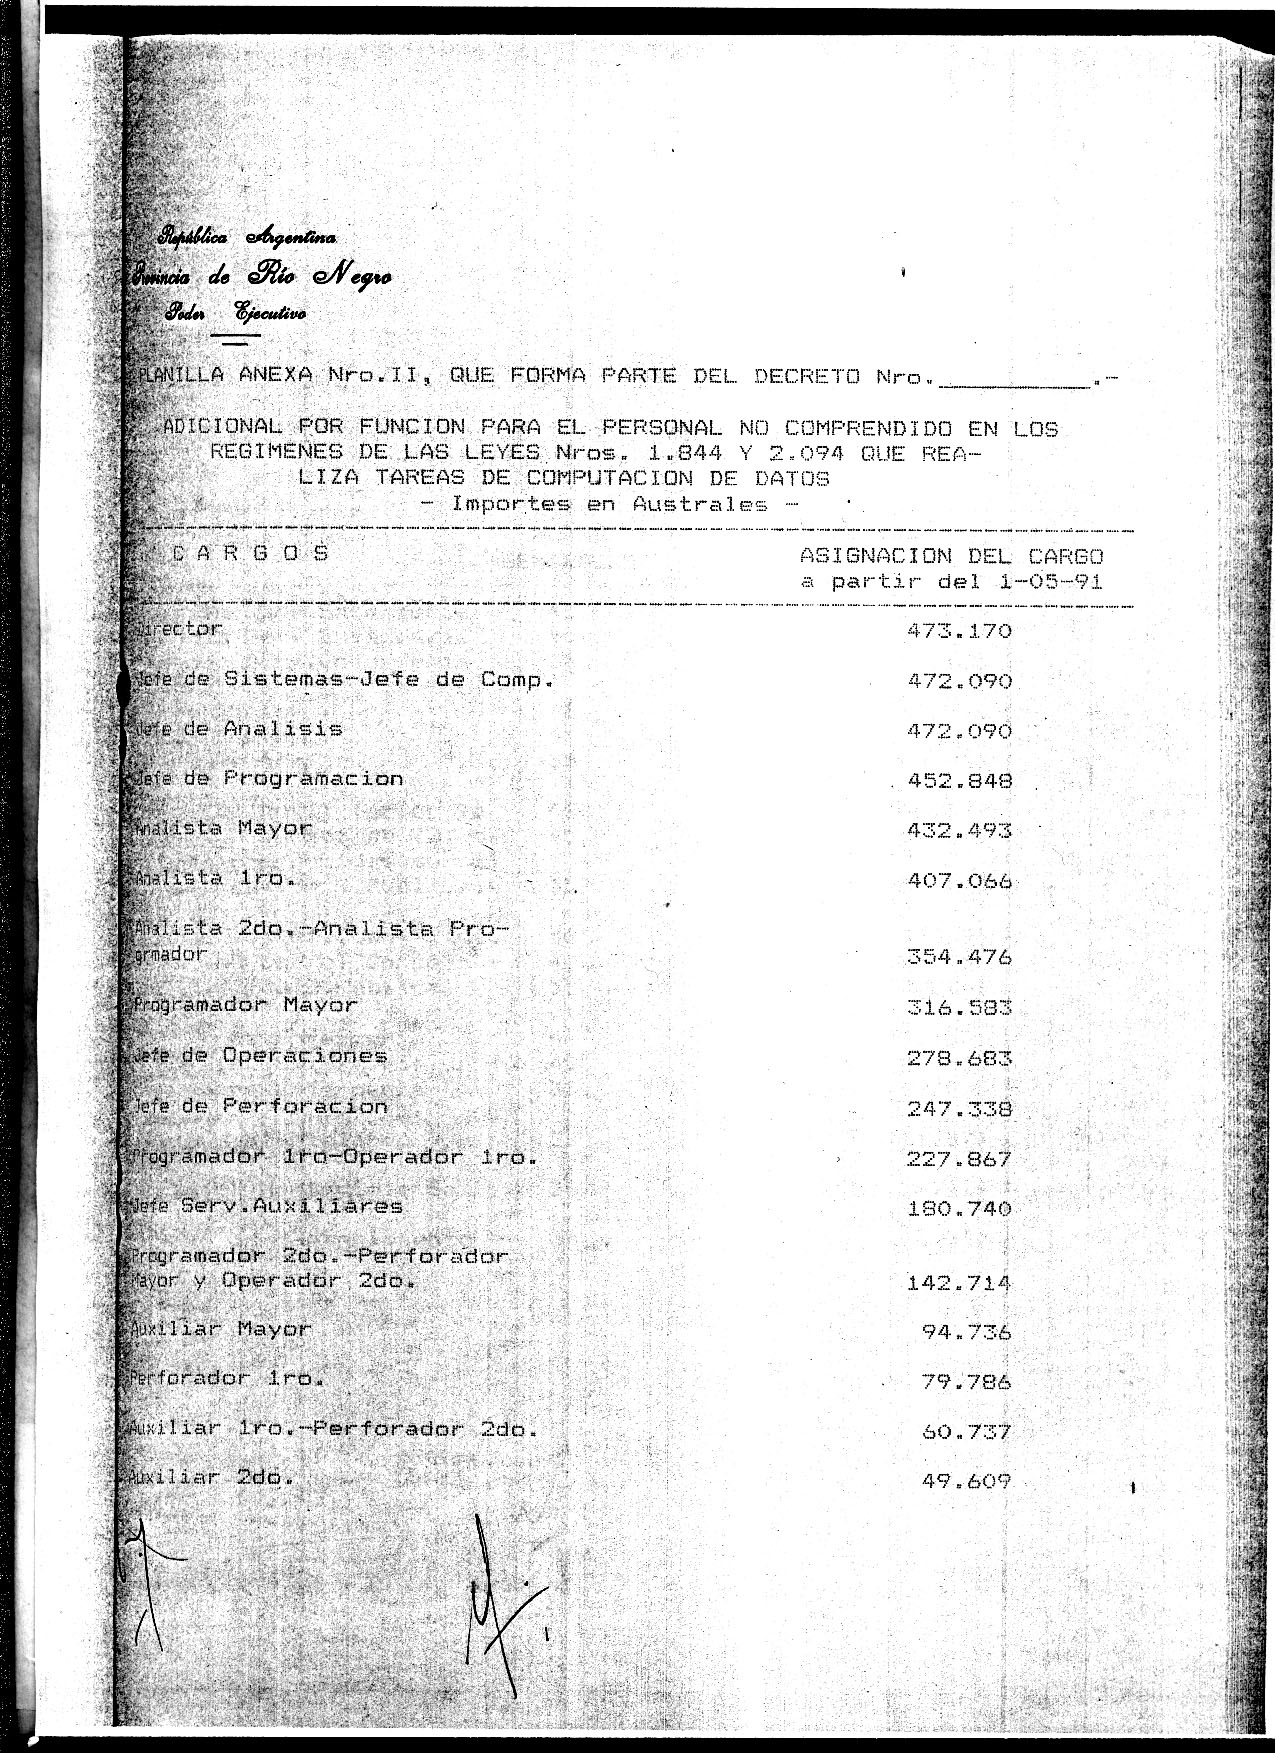 República Argentina
Provincia de Río Negro
Poder Ejecutivo
PLANILLA ANEXA Nro.II, QUE FORMA PARTE DEL DECRETO Nro.__________.-
ADICIONAL POR FUNCION PARA EL PERSONAL NO COMPRENDIDO EN LOS
REGIMENES DE LAS LEYES Nros. 1.844 Y 2.094 QUE REA-
LIZA TAREAS DE COMPUTACION DE DATOS
- Importes en Australes -
C A R G O S ASIGNACION DEL CARGO
a partir del 1-05-91
Director 473.170
Jefe de Sistemas-Jefe de Comp. 472.090
Jefe de Analisis 472.090
Jefe de Programacion 452.848
Analista Mayor 432.493
Analista 1ro. 407.066
Analista 2do.-Analista Pro-
grmador 354.476
Programador Mayor 316.583
Jefe de Operaciones 278.683
Jefe de Perforacion 247.338
Programador 1ro-Operador 1ro. 227.867
Jefe Serv.Auxiliares 180.740
Programador 2do.-Perforador
Mayor y Operador 2do. 142.714
Auxiliar Mayor 94.736
Perforador 1ro. 79.786
Auxiliar 1ro.-Perforador 2do. 60.737
Auxiliar 2do. 49.609